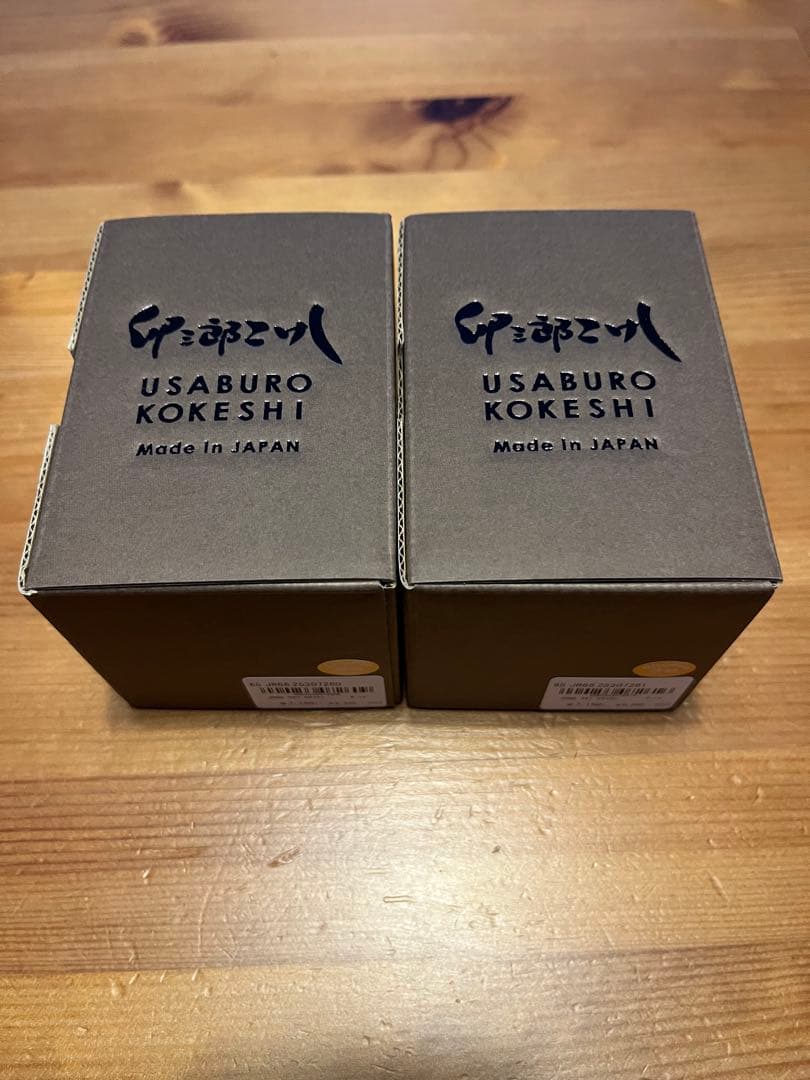 卯三郎こけし
USABURO
KOKESHI
Made in JAPAN
卯三郎こけし
USABURO
KOKESHI
Made in JAPAN